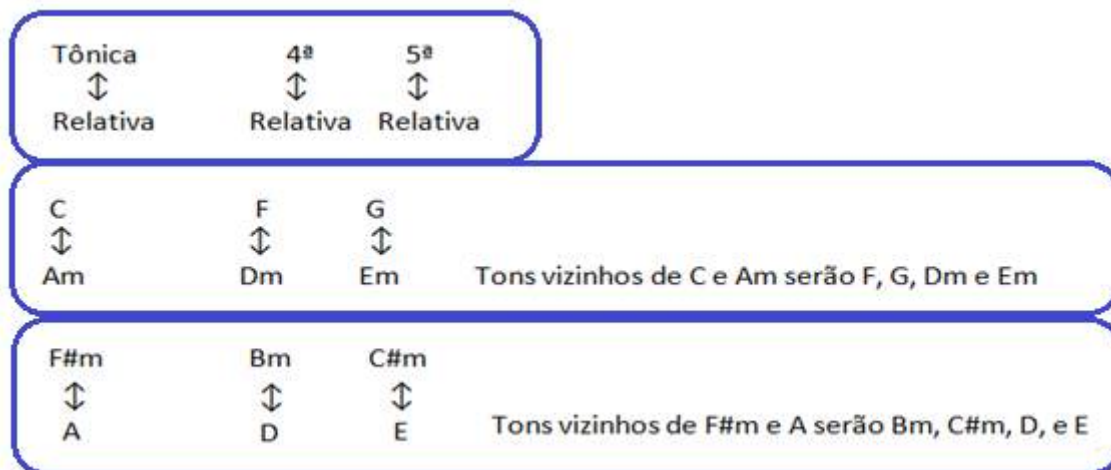 Tônica 4ª 5ª
↕ ↕ ↕
Relativa Relativa Relativa
C F G
↕ ↕ ↕
Am Dm Em Tons vizinhos de C e Am serão F, G, Dm e Em
F#m Bm C#m
↕ ↕ ↕
A D E Tons vizinhos de F#m e A serão Bm, C#m, D, e E